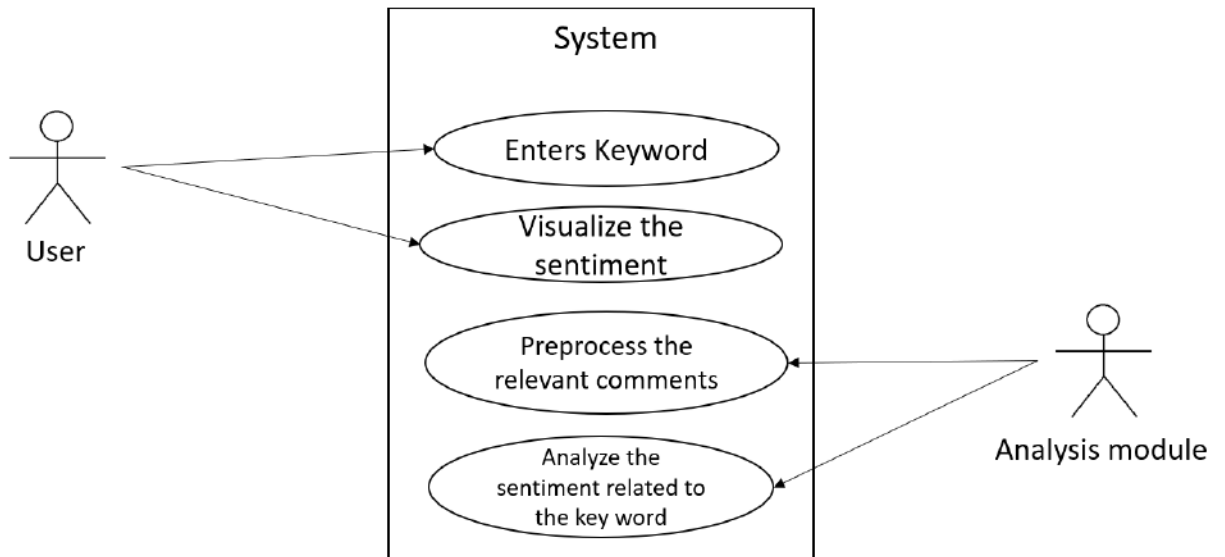 System
Enters Keyword
User
Visualize the
sentiment
Preprocess the
relevant comments
Analysis module
Analyze the
sentiment related to
the key word